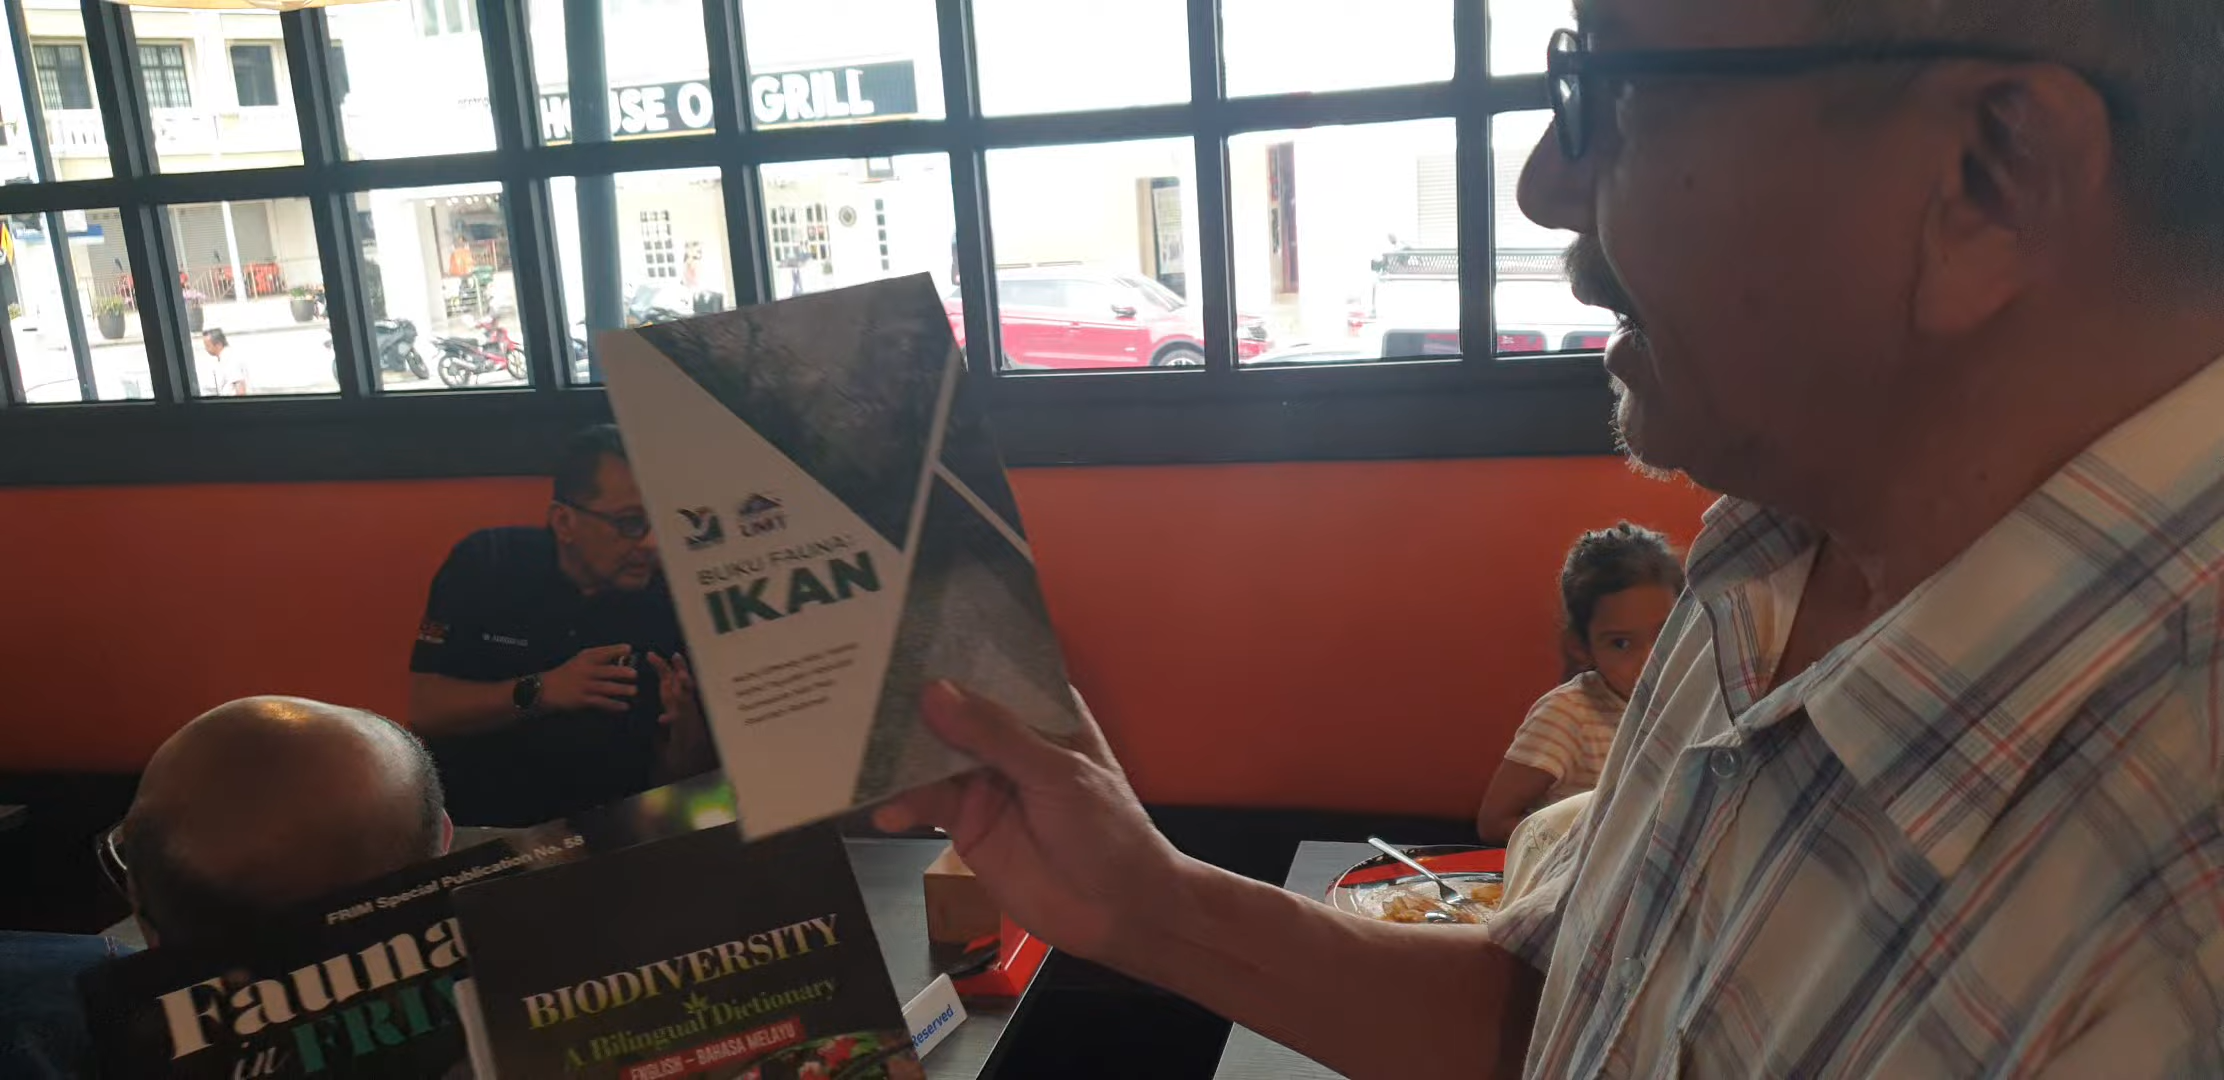 HOUSE O GRILL
UMT
BUKU FAUNA:
IKAN
FRIM Special Publication No. 58
Fauna
in FRIM
BIODIVERSITY
A Bilingual Dictionary
ENGLISH – BAHASA MELAYU
Reserved